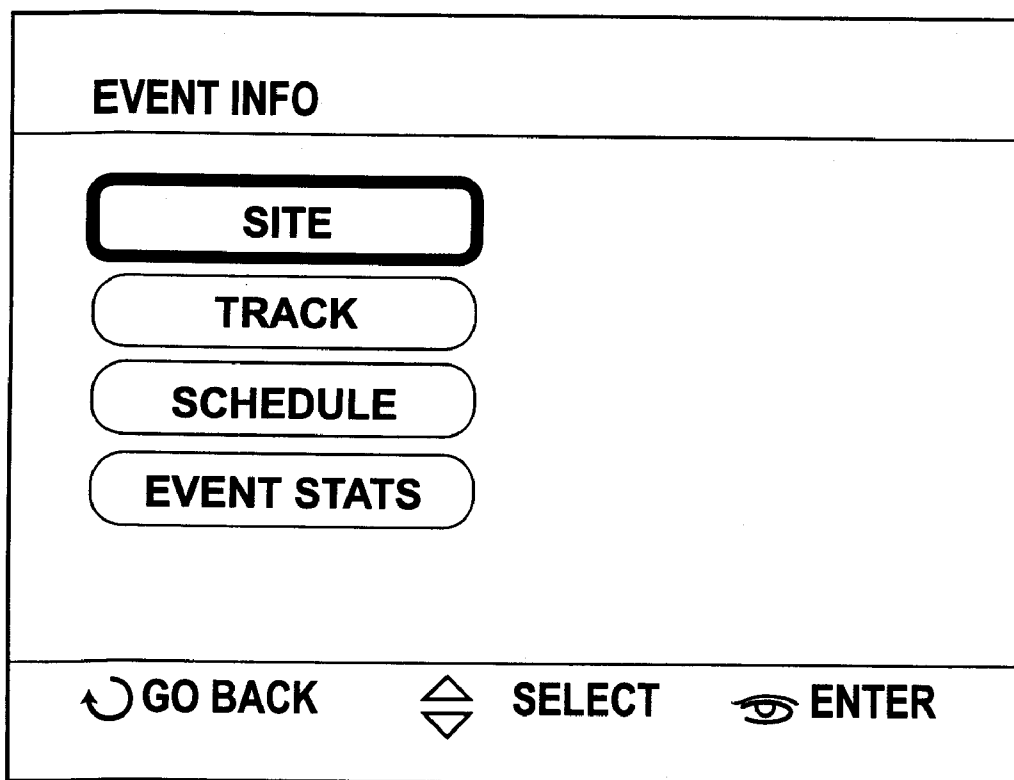 EVENT INFO
SITE
TRACK
SCHEDULE
EVENT STATS
GO BACK SELECT ENTER